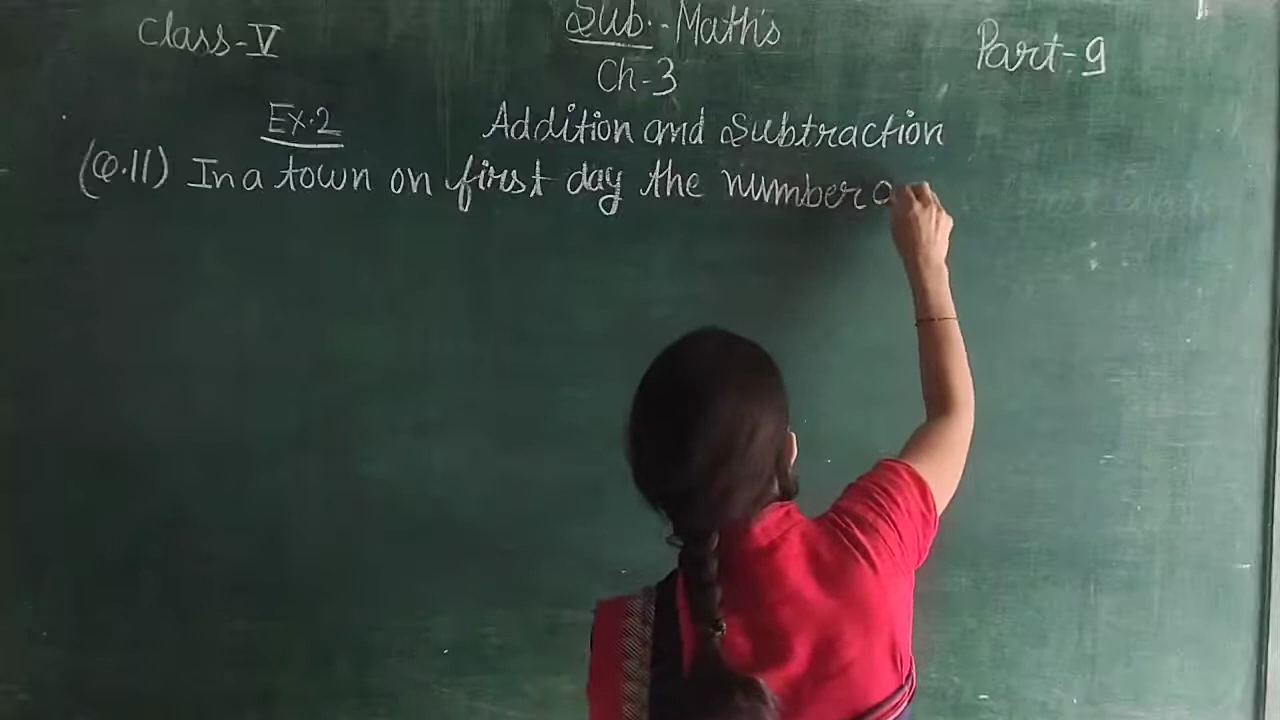 Class-V
Sub.-Math's
Part-9
Ch-3
Ex.2
Addition and Subtraction
(Q.11) In a town on first day the number